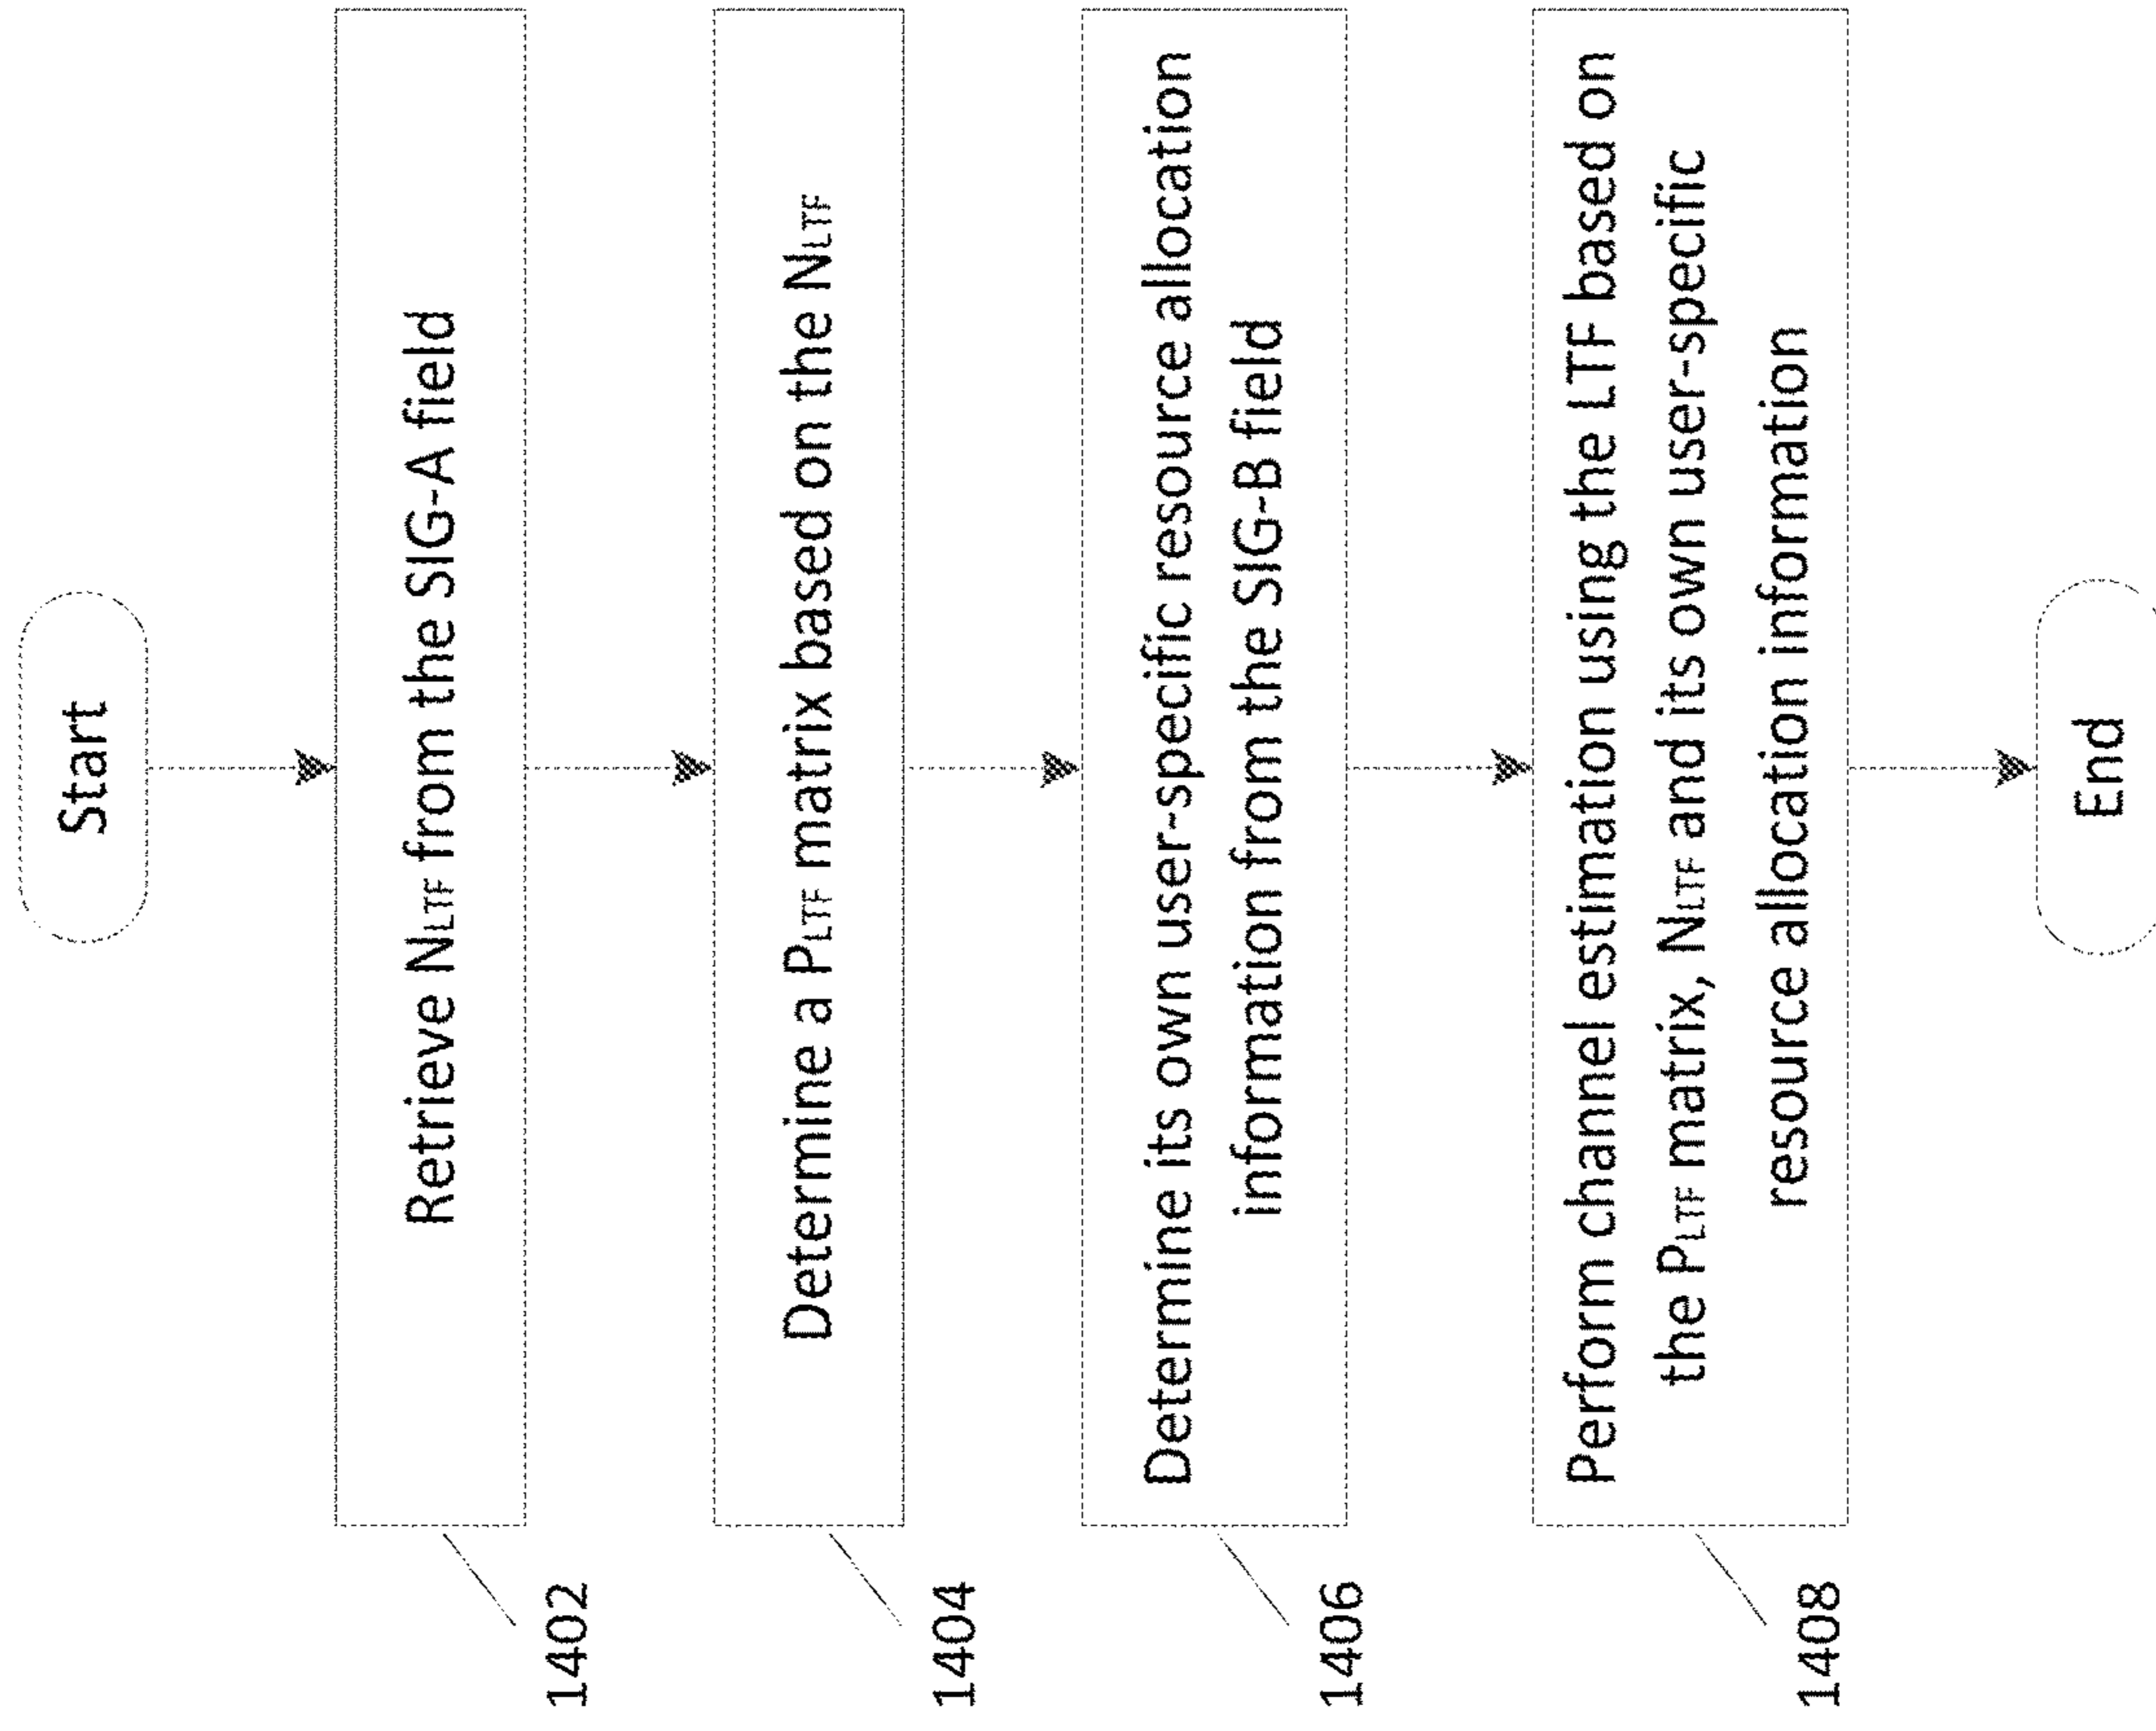 Start
Retrieve NLTF from the SIG-A field
1402
Determine a PLTF matrix based on the NLTF
1404
Determine its own user-specific resource allocation
information from the SIG-B field
1406
Perform channel estimation using the LTF based on
the PLTF matrix, NLTF and its own user-specific
resource allocation information
1408
End